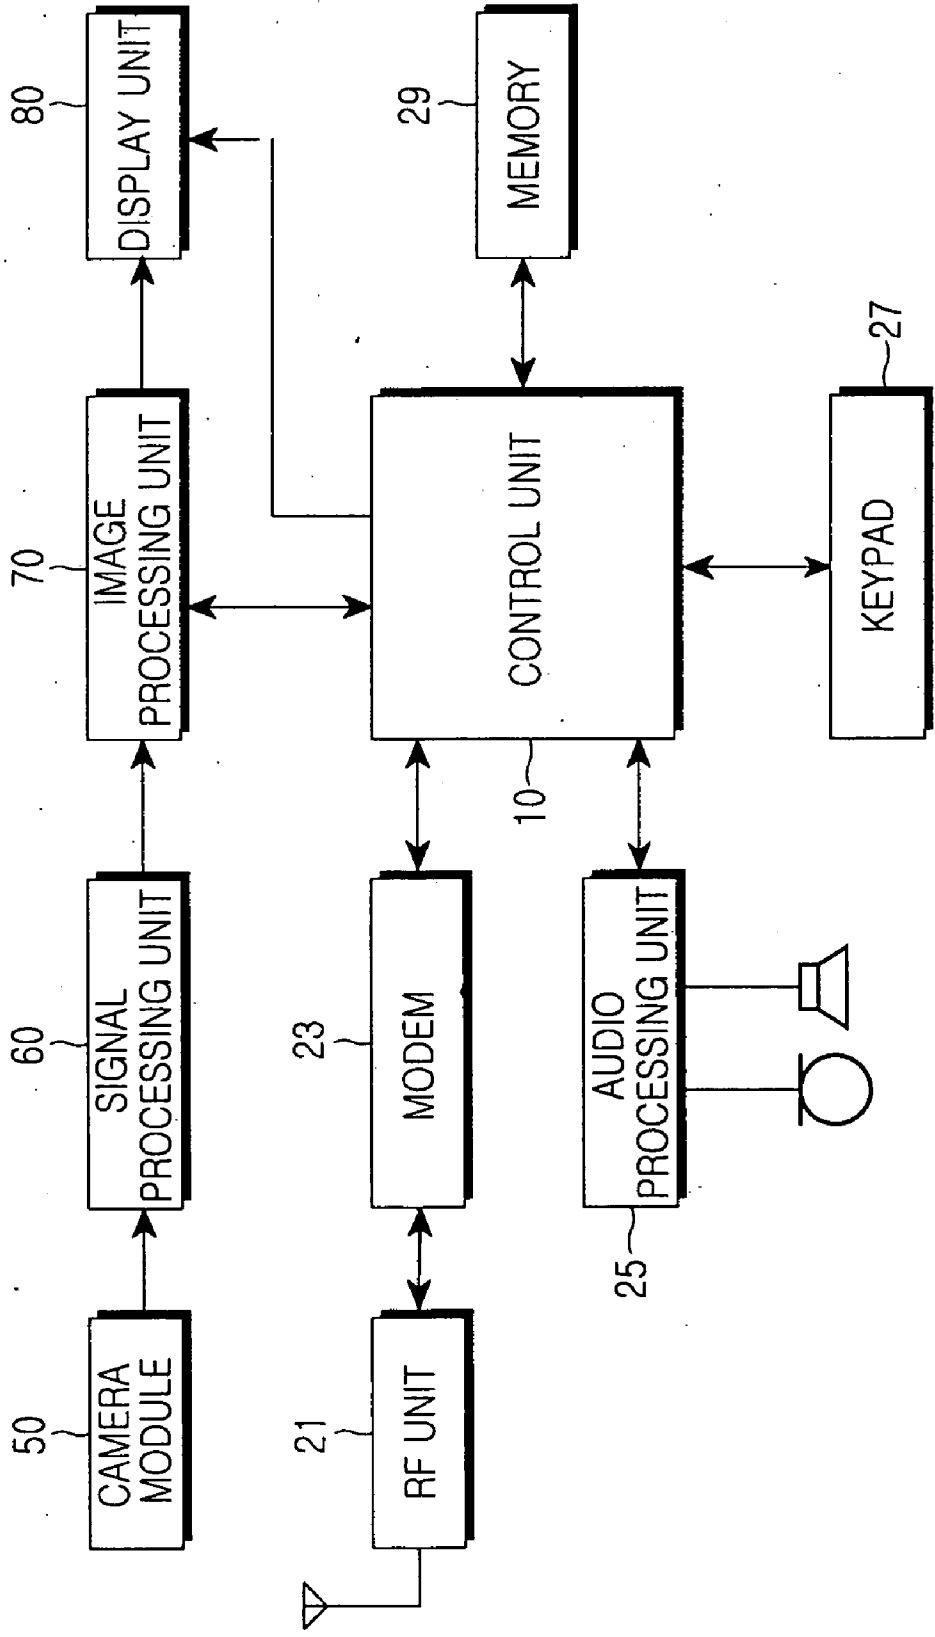 50
CAMERA
MODULE
60
SIGNAL
PROCESSING UNIT
70
IMAGE
PROCESSING UNIT
80
DISPLAY UNIT
21
RF UNIT
23
MODEM
10
CONTROL UNIT
29
MEMORY
25
AUDIO
PROCESSING UNIT
27
KEYPAD